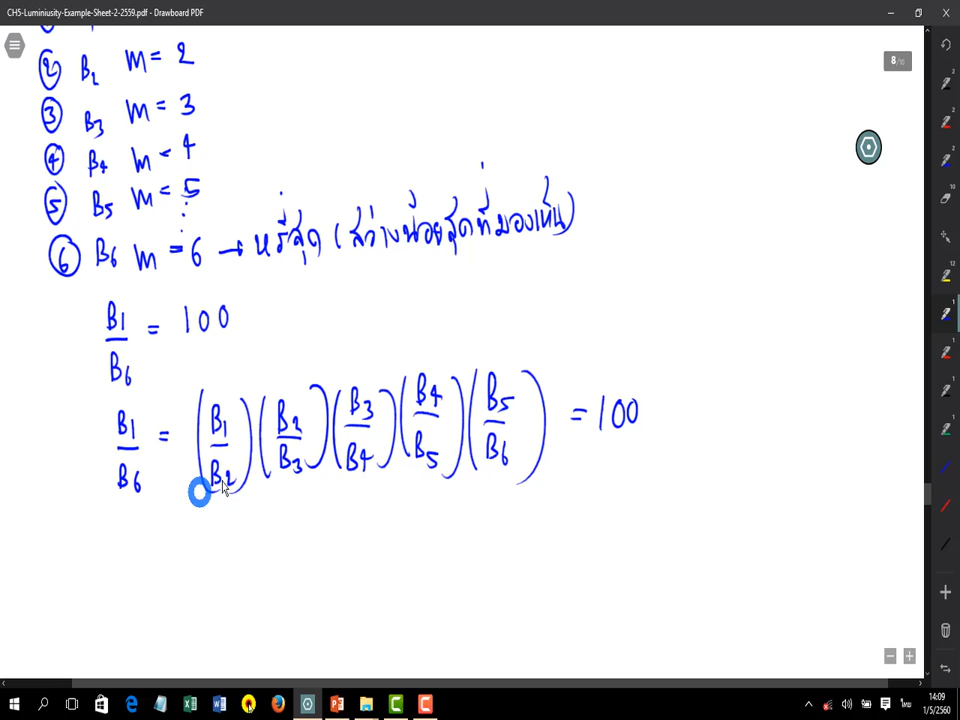 CH5-Luminiusity-Example-Sheet-2-2559.pdf - Drawboard PDF
8/10
② B2 m = 2
③ B3 m = 3
④ B4 m = 4
⑤ B5 m = 5
⑥ B6 m = 6 → หรี่สุด (สว่างน้อยสุดที่มองเห็น)
B1/B6 = 100
B1/B6 = (B1/B2)(B2/B3)(B3/B4)(B4/B5)(B5/B6) = 100
14:09
1/5/2560